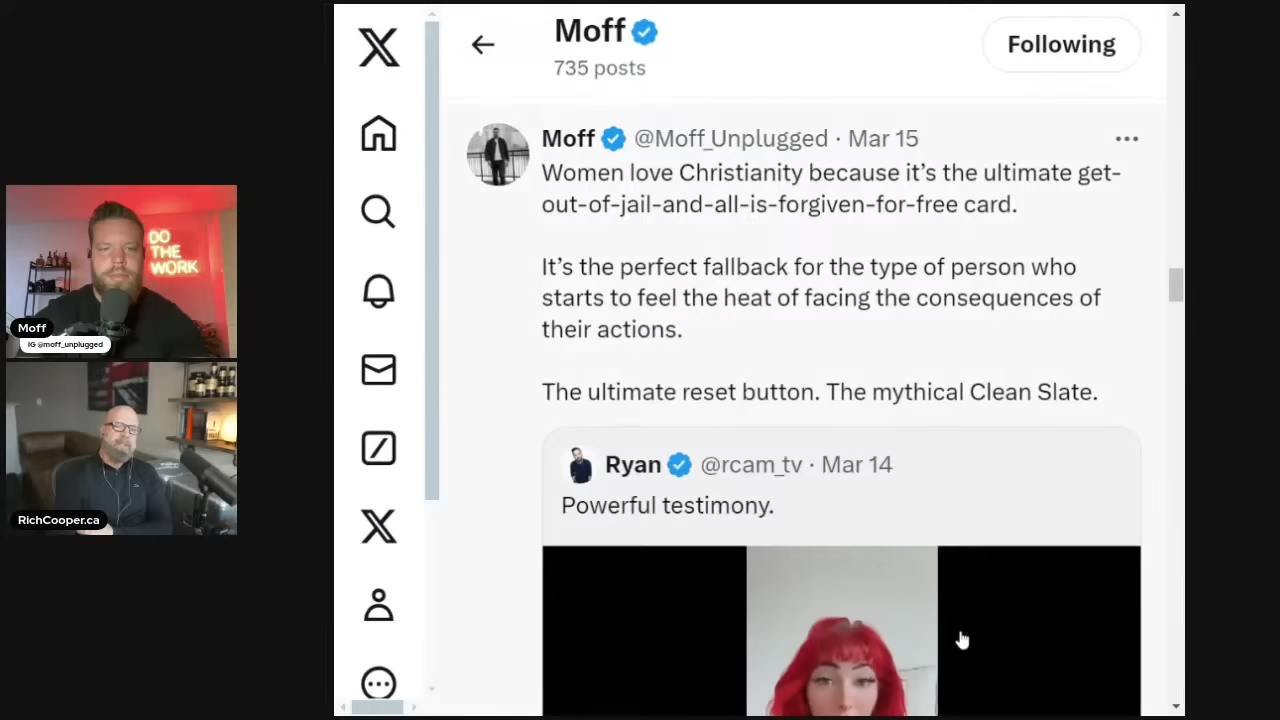 Moff
735 posts
Following
Moff @Moff_Unplugged · Mar 15
Women love Christianity because it’s the ultimate get-
out-of-jail-and-all-is-forgiven-for-free card.
It’s the perfect fallback for the type of person who
starts to feel the heat of facing the consequences of
their actions.
The ultimate reset button. The mythical Clean Slate.
Ryan @rcam_tv · Mar 14
Powerful testimony.
DO
THE
WORK
Moff
IG @moff_unplugged
RichCooper.ca